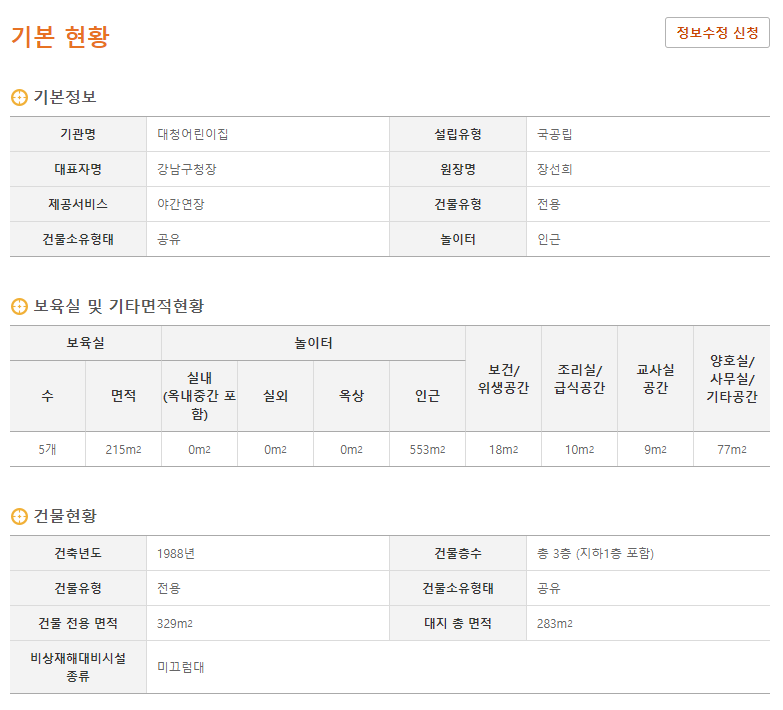 기본 현황
정보수정 신청
기본정보
기관명 대청어린이집 설립유형 국공립
대표자명 강남구청장 원장명 장선희
제공서비스 야간연장 건물유형 전용
건물소유형태 공유 놀이터 인근
보육실 및 기타면적현황
보육실 놀이터 보건/위생공간 조리실/급식공간 교사실공간 양호실/사무실/기타공간
수 면적 실내(옥내중간 포함) 실외 옥상 인근
5개 215m2 0m2 0m2 0m2 553m2 18m2 10m2 9m2 77m2
건물현황
건축년도 1988년 건물층수 총 3층 (지하1층 포함)
건물유형 전용 건물소유형태 공유
건물 전용 면적 329m2 대지 총 면적 283m2
비상재해대비시설
종류 미끄럼대